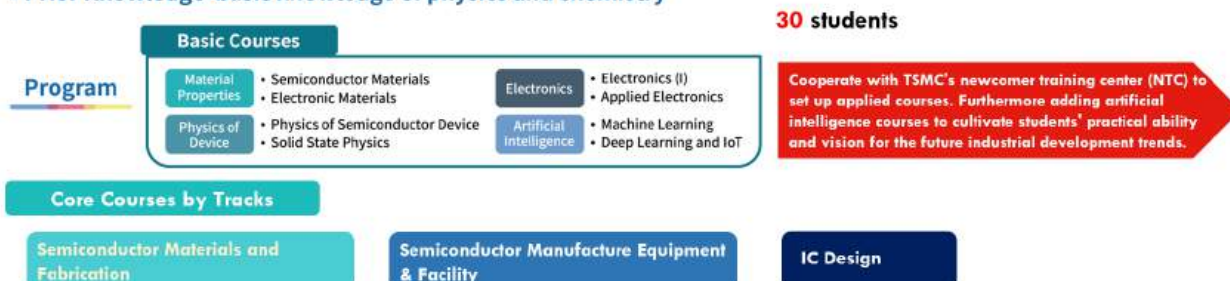 30 students
Basic Courses
Program
Material
Properties
• Semiconductor Materials
• Electronic Materials
Electronics
• Electronics (I)
• Applied Electronics
Physics of
Device
• Physics of Semiconductor Device
• Solid State Physics
Artificial
Intelligence
• Machine Learning
• Deep Learning and IoT
Cooperate with TSMC's newcomer training center (NTC) to
set up applied courses. Furthermore adding artificial
intelligence courses to cultivate students' practical ability
and vision for the future industrial development trends.
Core Courses by Tracks
Semiconductor Materials and
Fabrication
Semiconductor Manufacture Equipment
& Facility
IC Design